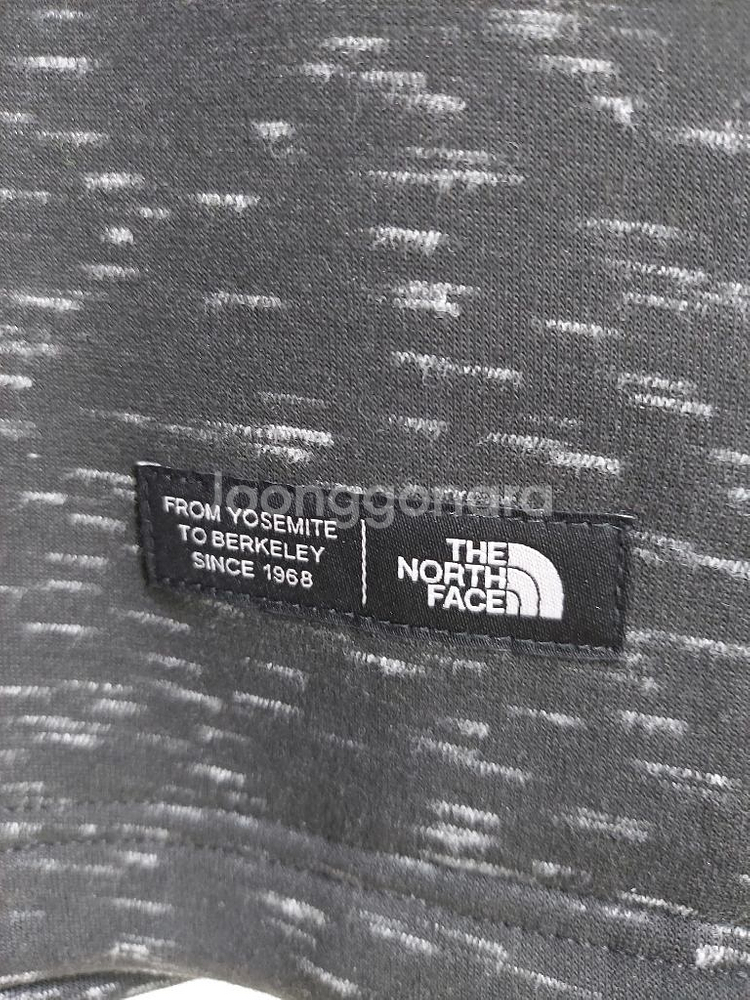 joonggonara
FROM YOSEMITE
TO BERKELEY
SINCE 1968
THE
NORTH
FACE